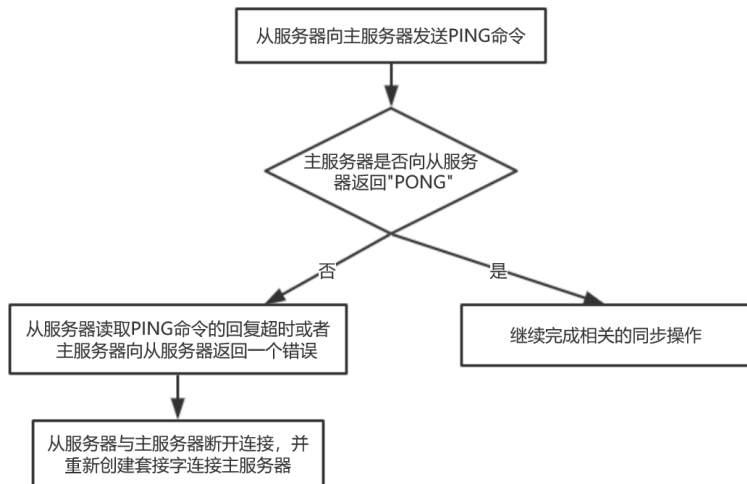 从服务器向主服务器发送PING命令
主服务器是否向从服务
器返回"PONG"
否
是
从服务器读取PING命令的回复超时或者
主服务器向从服务器返回一个错误
继续完成相关的同步操作
从服务器与主服务器断开连接，并
重新创建套接字连接主服务器